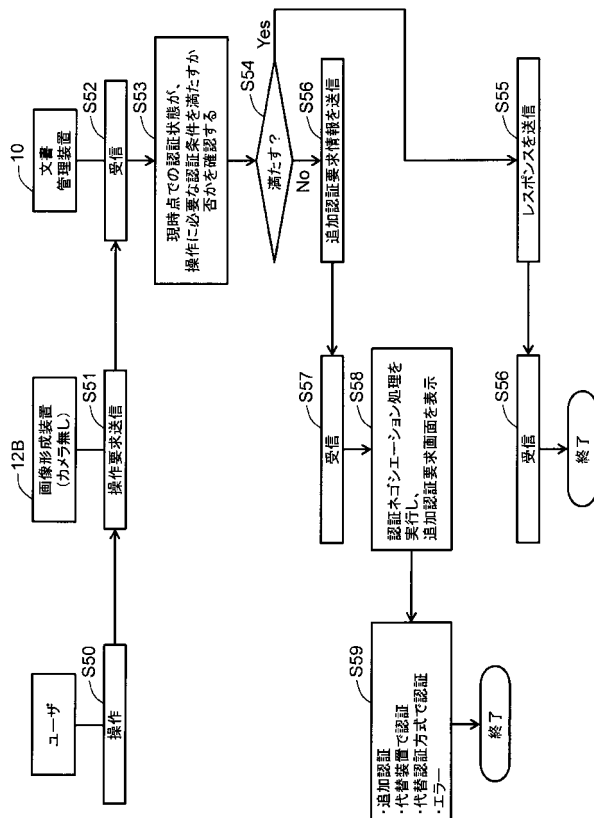 ユーザ
S50
操作
12B
画像形成装置
(カメラ無し)
S51
操作要求送信
10
文書
管理装置
S52
受信
S53
現時点での認証状態が、
操作に必要な認証条件を満たすか
否かを確認する
S54
満たす?
Yes
No
S56
追加認証要求情報を送信
S57
受信
S58
認証ネゴシエーション処理を
実行し、
追加認証要求画面を表示
S59
・追加認証
・代替装置で認証
・代替認証方式で認証
・エラー
終了
S55
レスポンスを送信
S56
受信
終了